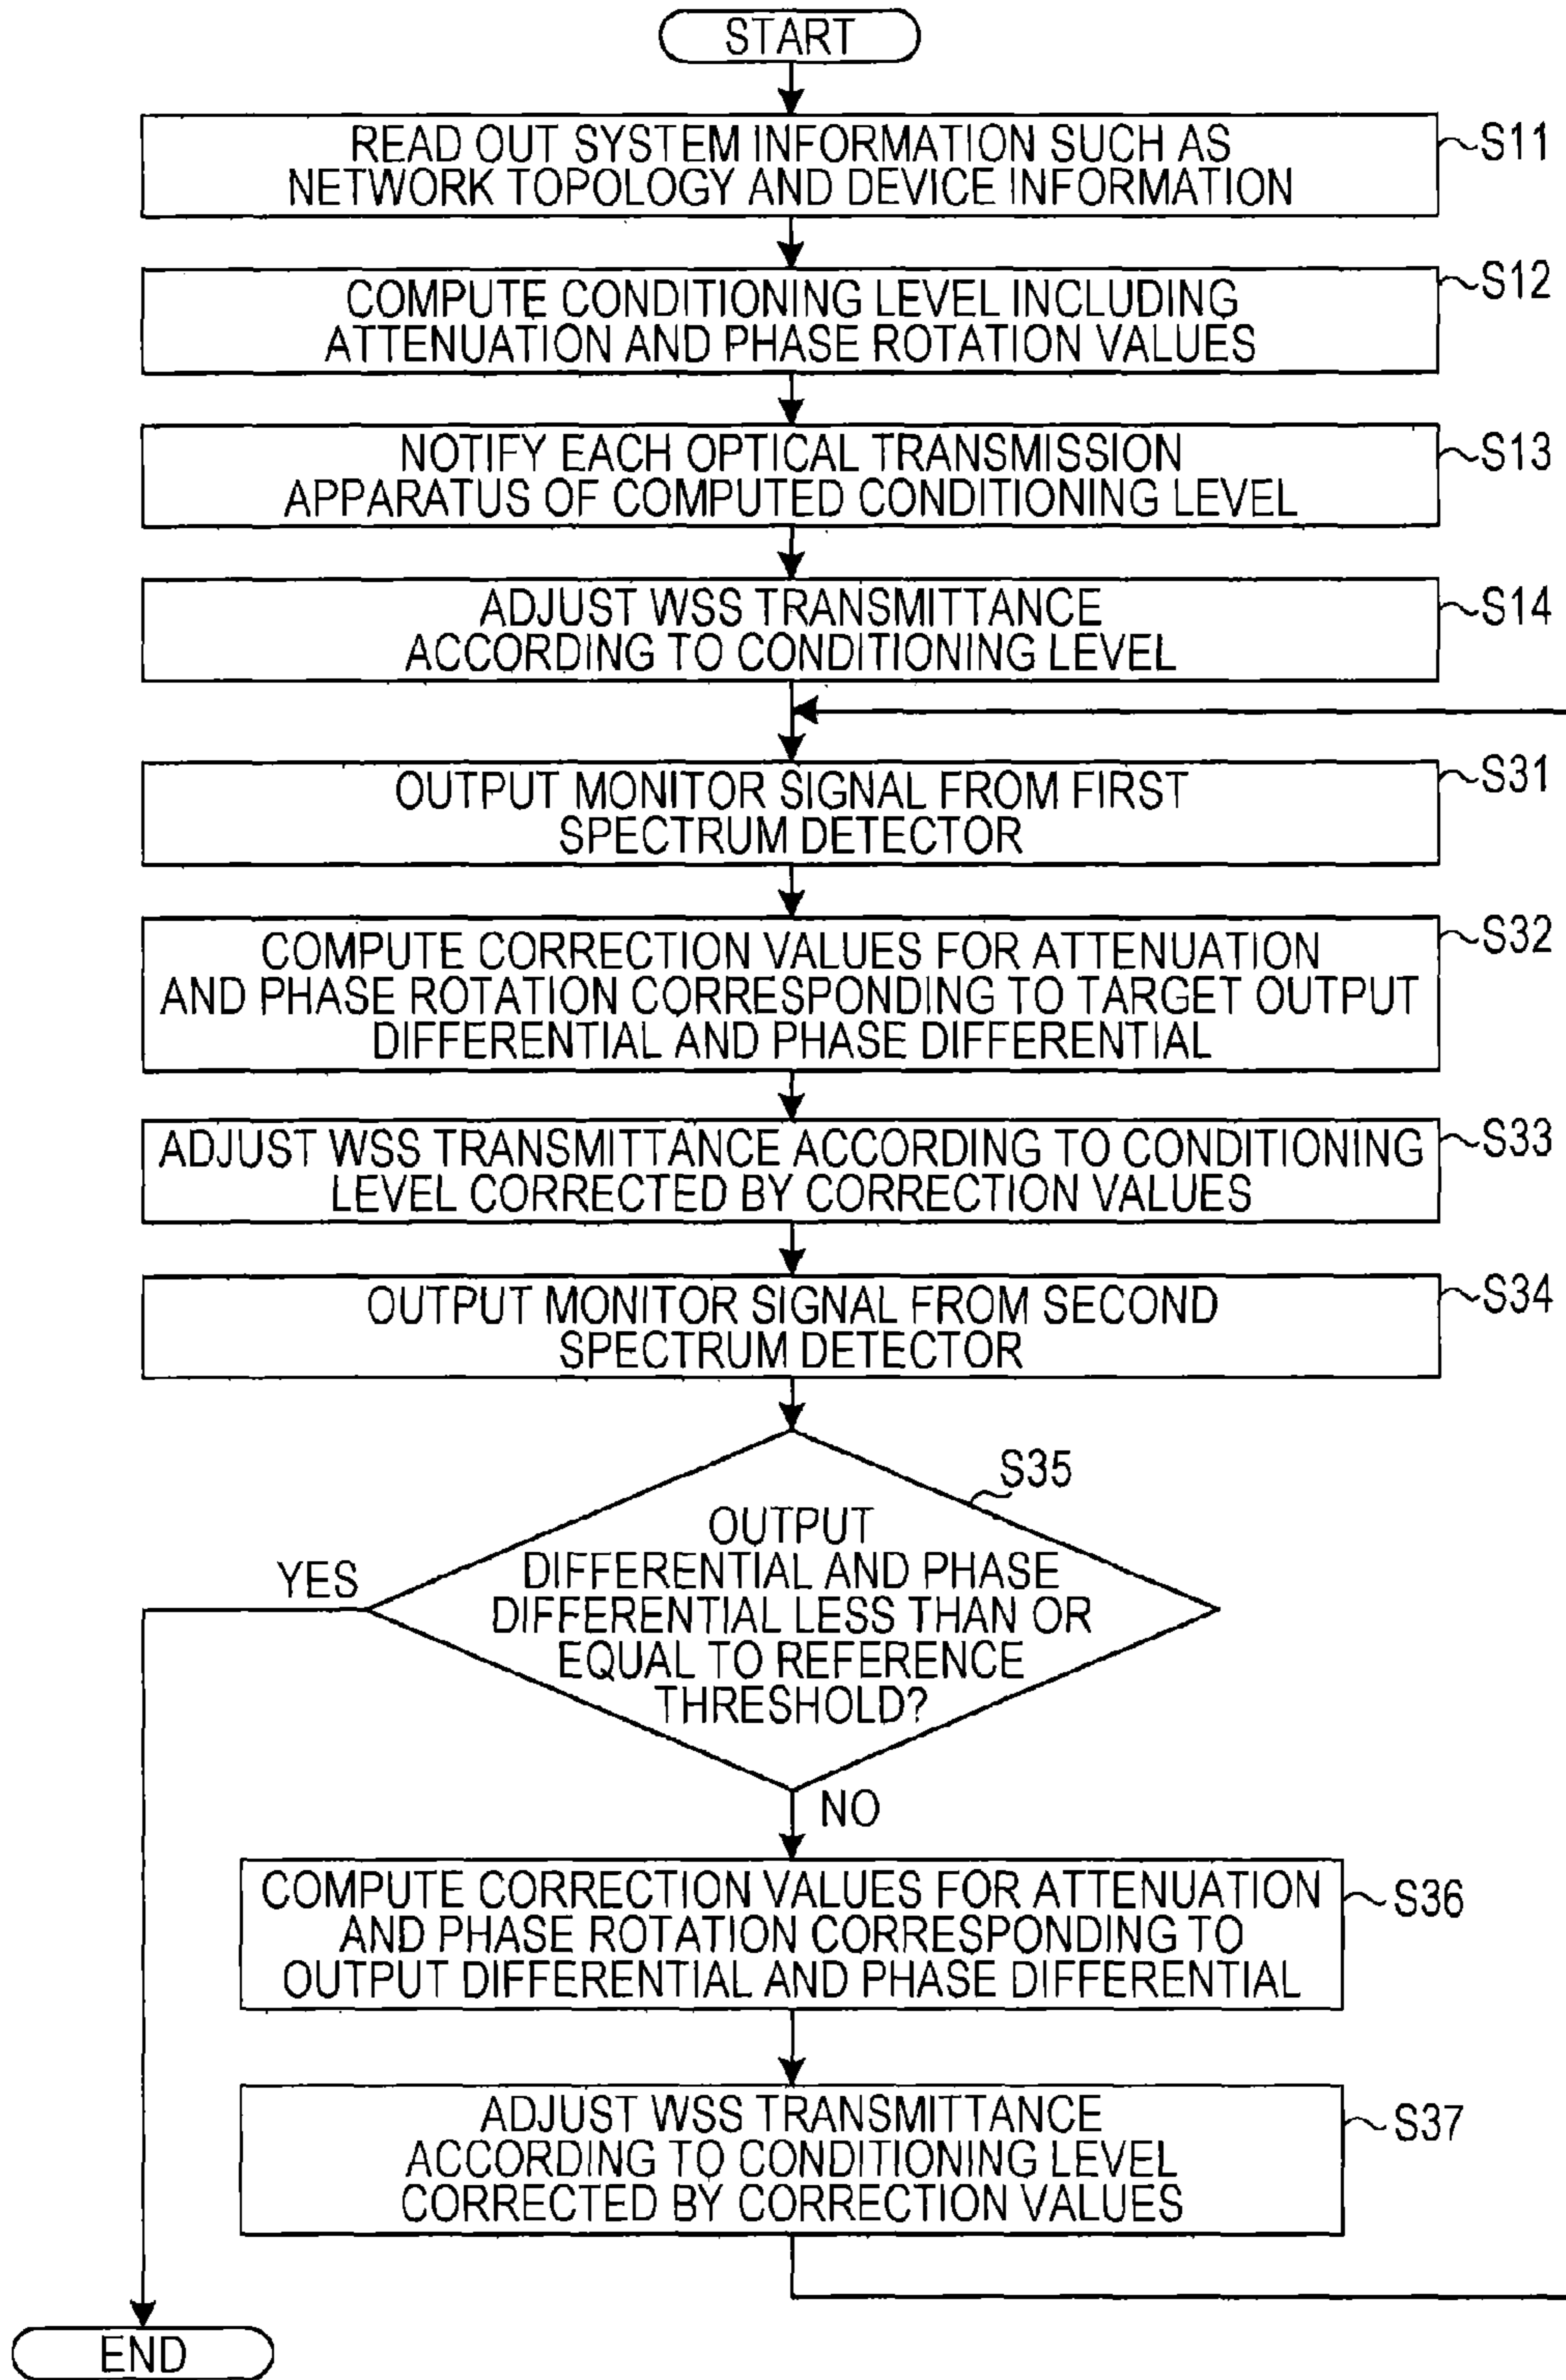 START
READ OUT SYSTEM INFORMATION SUCH AS
NETWORK TOPOLOGY AND DEVICE INFORMATION
S11
COMPUTE CONDITIONING LEVEL INCLUDING
ATTENUATION AND PHASE ROTATION VALUES
S12
NOTIFY EACH OPTICAL TRANSMISSION
APPARATUS OF COMPUTED CONDITIONING LEVEL
S13
ADJUST WSS TRANSMITTANCE
ACCORDING TO CONDITIONING LEVEL
S14
OUTPUT MONITOR SIGNAL FROM FIRST
SPECTRUM DETECTOR
S31
COMPUTE CORRECTION VALUES FOR ATTENUATION
AND PHASE ROTATION CORRESPONDING TO TARGET OUTPUT
DIFFERENTIAL AND PHASE DIFFERENTIAL
S32
ADJUST WSS TRANSMITTANCE ACCORDING TO CONDITIONING
LEVEL CORRECTED BY CORRECTION VALUES
S33
OUTPUT MONITOR SIGNAL FROM SECOND
SPECTRUM DETECTOR
S34
S35
OUTPUT
DIFFERENTIAL AND PHASE
DIFFERENTIAL LESS THAN OR
EQUAL TO REFERENCE
THRESHOLD?
YES
NO
COMPUTE CORRECTION VALUES FOR ATTENUATION
AND PHASE ROTATION CORRESPONDING TO
OUTPUT DIFFERENTIAL AND PHASE DIFFERENTIAL
S36
ADJUST WSS TRANSMITTANCE
ACCORDING TO CONDITIONING LEVEL
CORRECTED BY CORRECTION VALUES
S37
END